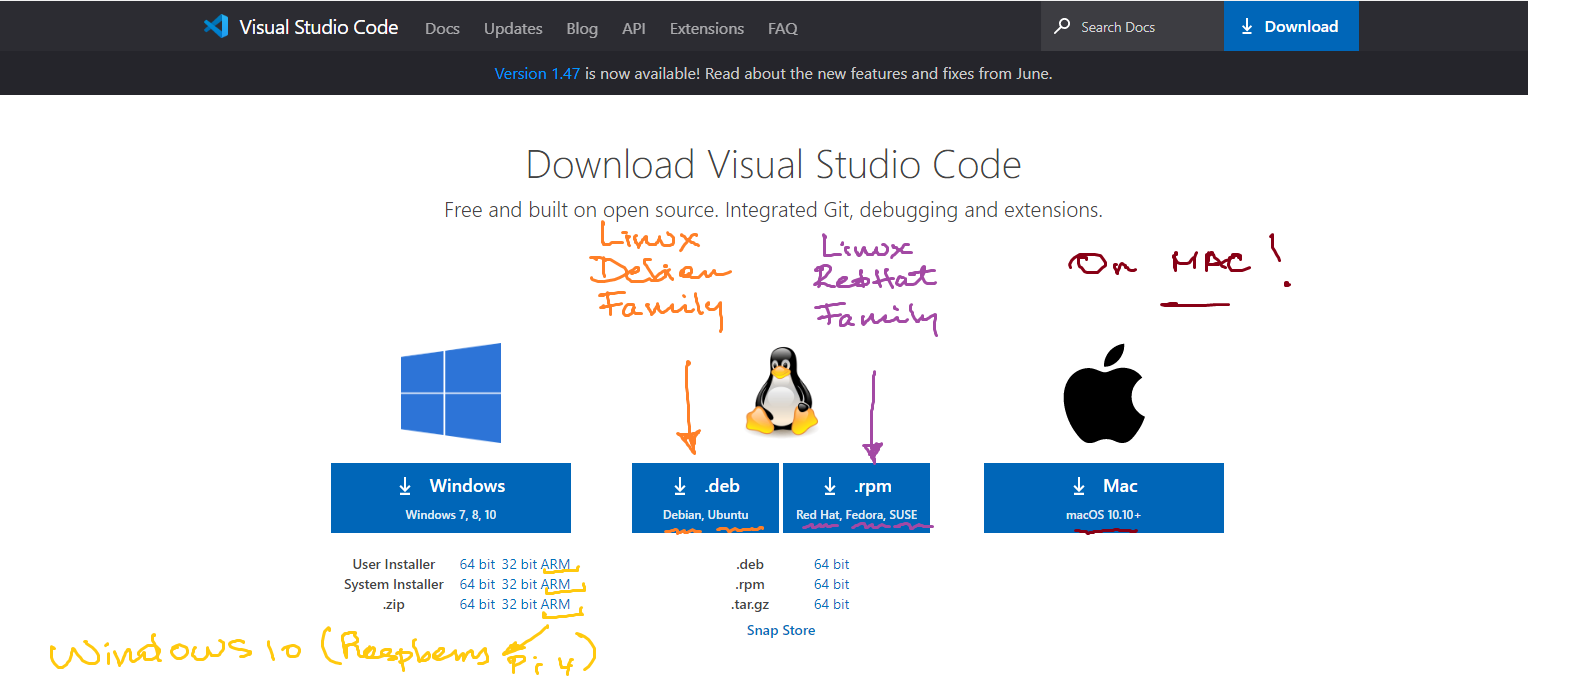 Visual Studio Code Docs Updates Blog API Extensions FAQ Search Docs Download
Version 1.47 is now available! Read about the new features and fixes from June.
Download Visual Studio Code
Free and built on open source. Integrated Git, debugging and extensions.
Linux
Debian
Family
Linux
RedHat
Family
On MAC!
Windows
Windows 7, 8, 10
.deb
Debian, Ubuntu
.rpm
Red Hat, Fedora, SUSE
Mac
macOS 10.10+
User Installer 64 bit 32 bit ARM
System Installer 64 bit 32 bit ARM
.zip 64 bit 32 bit ARM
.deb 64 bit
.rpm 64 bit
.tar.gz 64 bit
Snap Store
Windows 10 (Raspberry Pi 4)